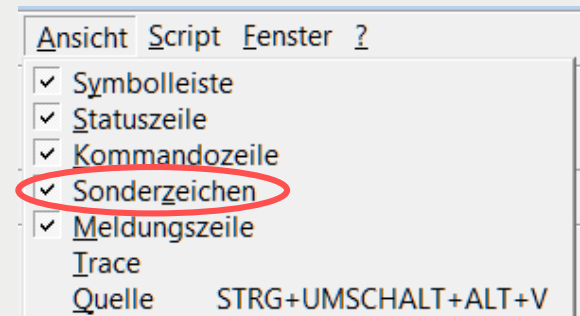 Ansicht Script Fenster ?
Symbolleiste
Statuszeile
Kommandozeile
Sonderzeichen
Meldungszeile
Trace
Quelle STRG+UMSCHALT+ALT+V